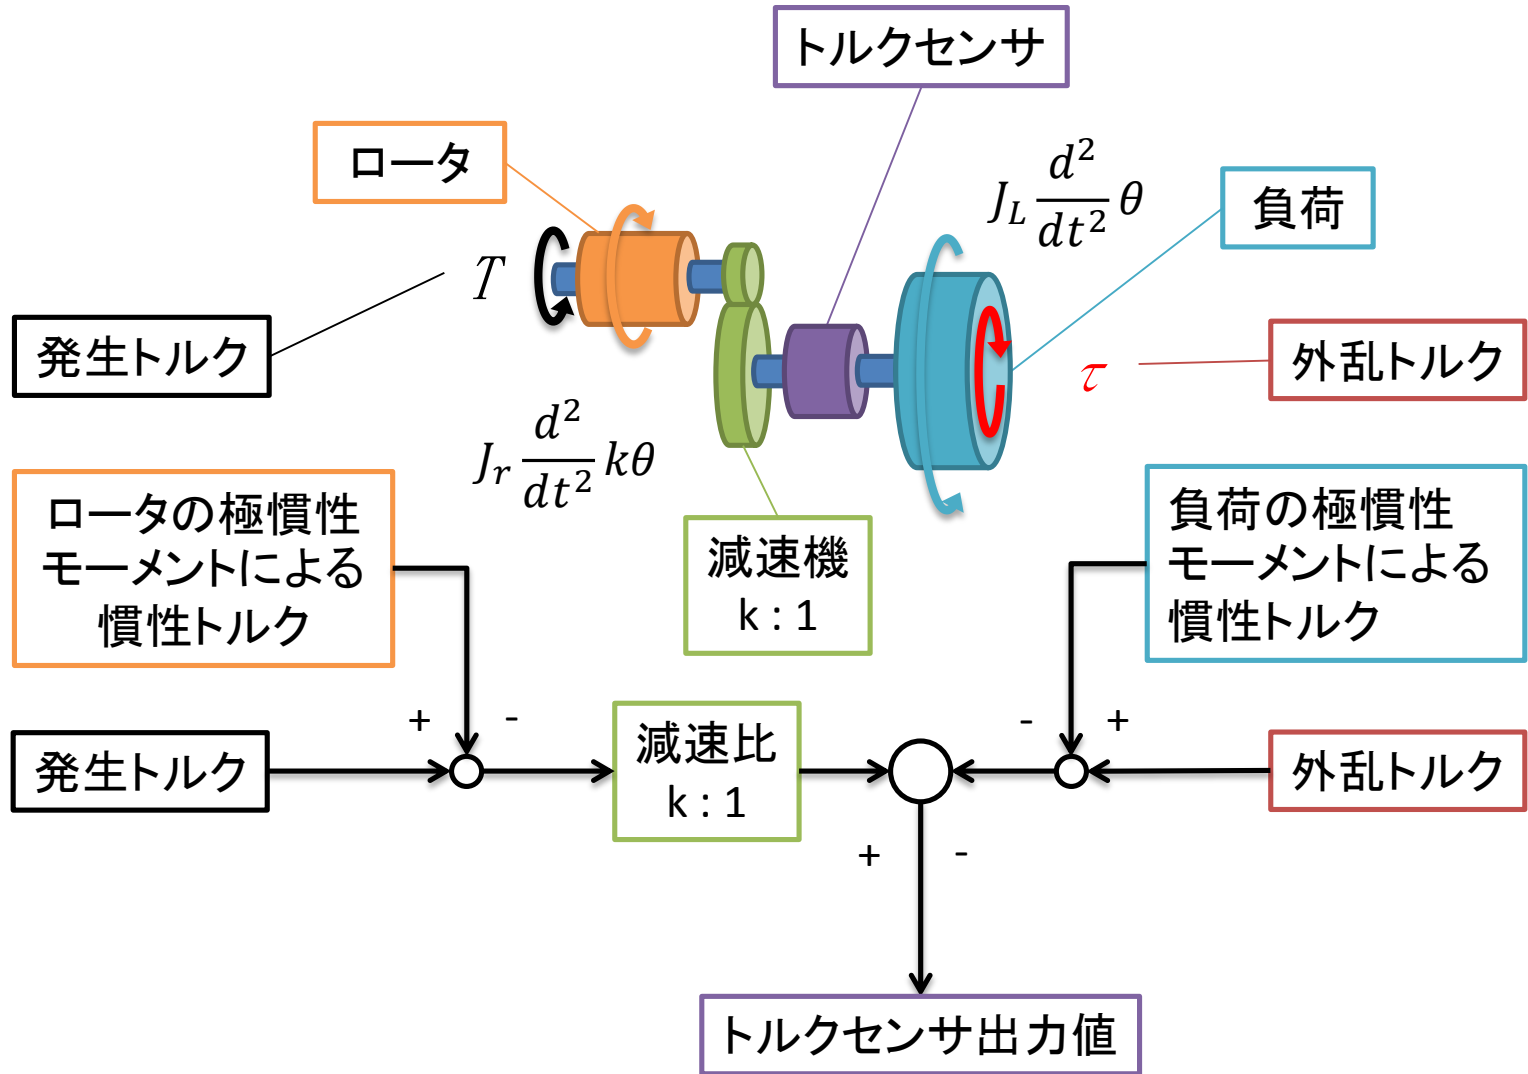 トルクセンサ
ロータ
J_L d²/dt² θ
負荷
T
発生トルク
外乱トルク
τ
J_r d²/dt² kθ
ロータの極慣性
モーメントによる
慣性トルク
減速機
k : 1
負荷の極慣性
モーメントによる
慣性トルク
+
-
-
+
発生トルク
減速比
k : 1
外乱トルク
+
-
トルクセンサ出力値